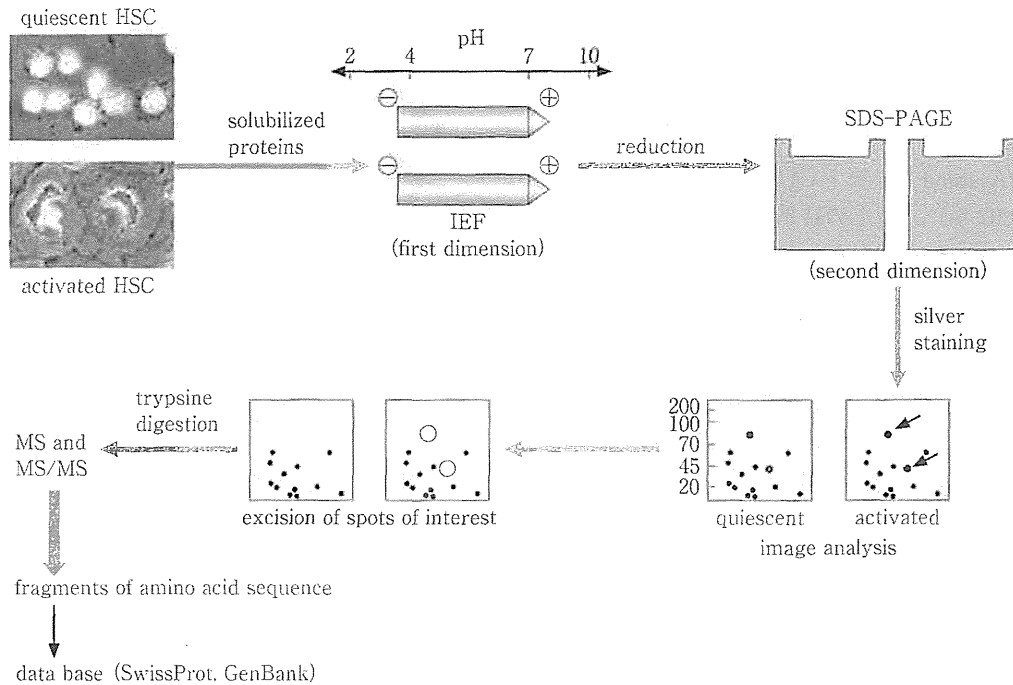 quiescent HSC
activated HSC
solubilized
proteins
pH
2 4 7 10
⊖ ⊕
⊖ ⊕
IEF
(first dimension)
reduction
SDS-PAGE
(second dimension)
silver
staining
200
100
70
45
20
quiescent activated
image analysis
excision of spots of interest
trypsine
digestion
MS and
MS/MS
fragments of amino acid sequence
data base (SwissProt, GenBank)